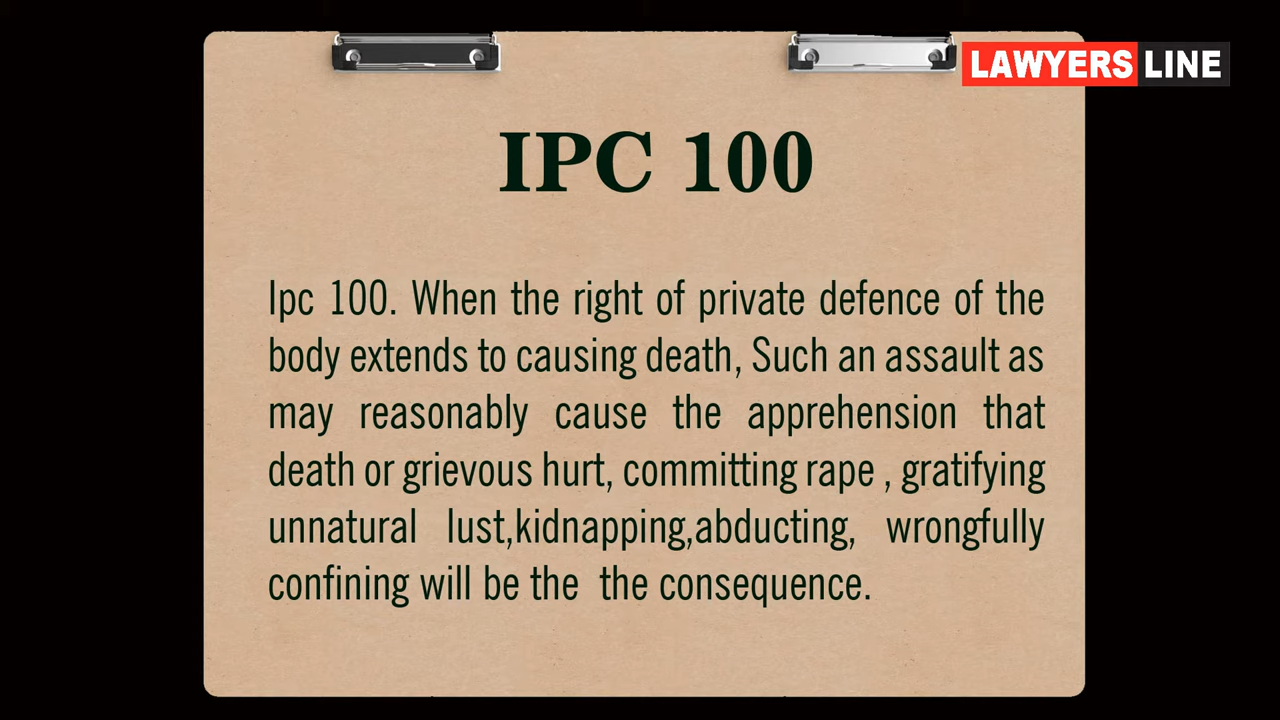 LAWYERS LINE
IPC 100
Ipc 100. When the right of private defence of the
body extends to causing death, Such an assault as
may reasonably cause the apprehension that
death or grievous hurt, committing rape , gratifying
unnatural lust,kidnapping,abducting, wrongfully
confining will be the the consequence.